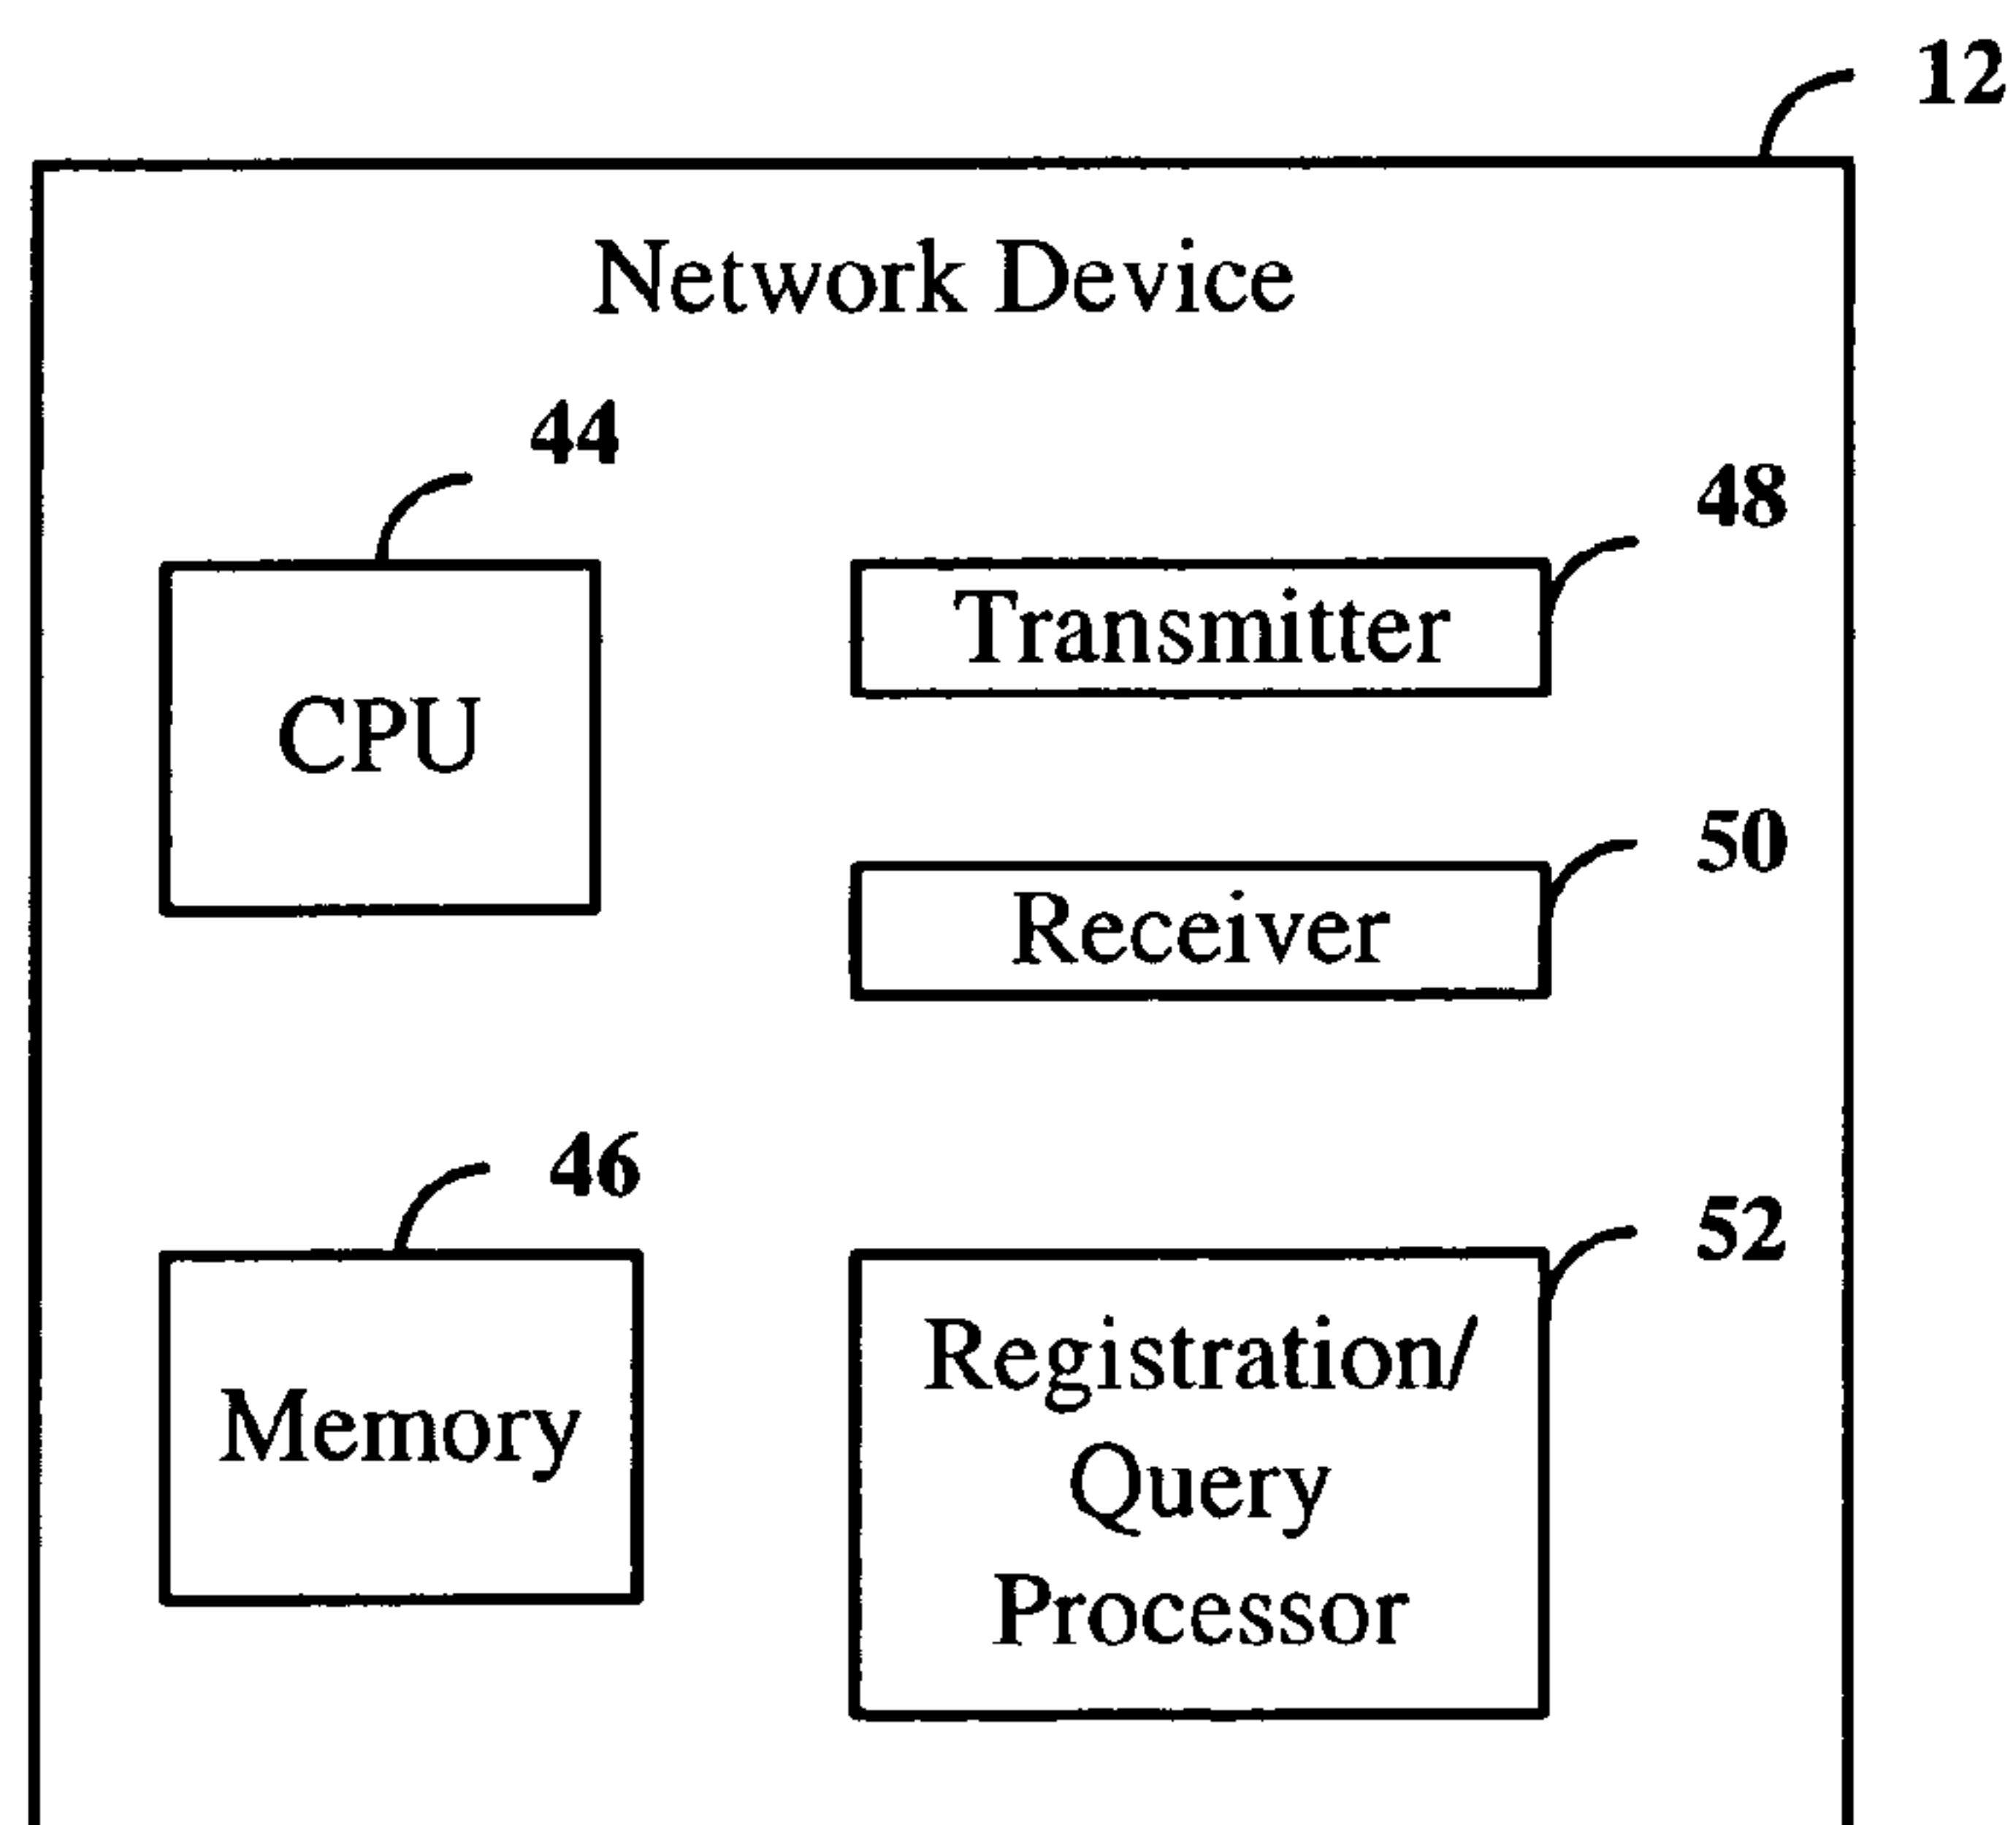 12
Network Device
44
48
Transmitter
CPU
50
Receiver
46
52
Registration/
Query
Processor
Memory